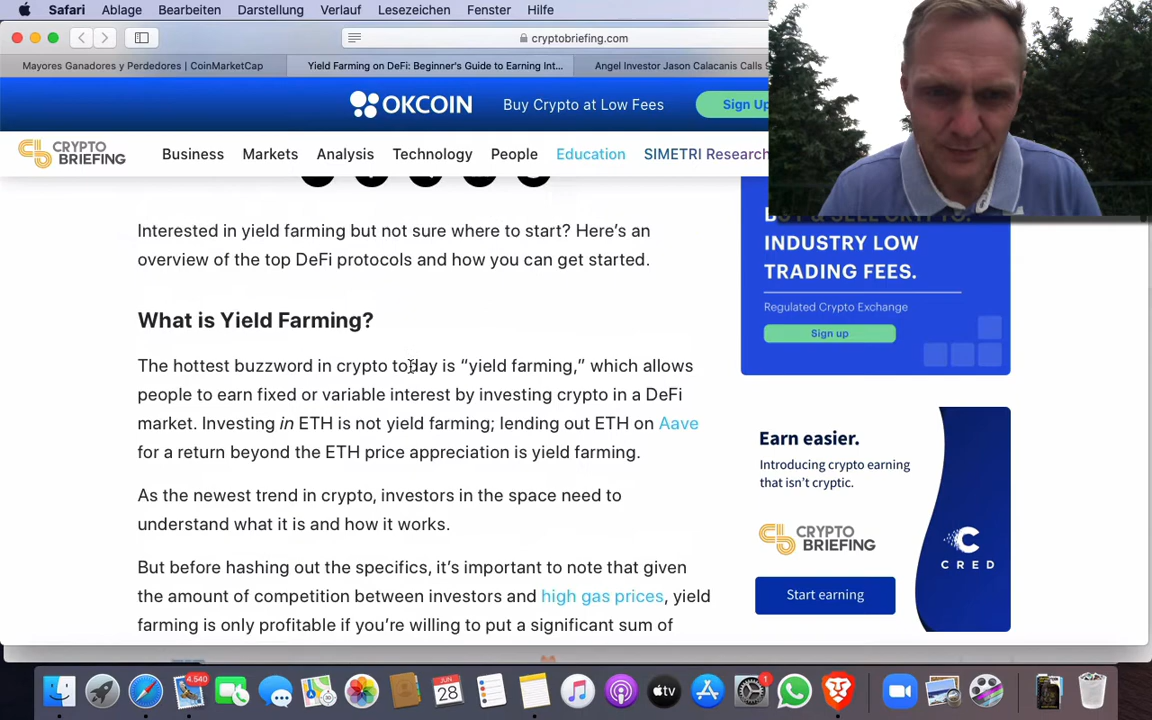 Safari Ablage Bearbeiten Darstellung Verlauf Lesezeichen Fenster Hilfe
cryptobriefing.com
Mayores Ganadores y Perdedores | CoinMarketCap
Yield Farming on DeFi: Beginner's Guide to Earning Int...
Angel Investor Jason Calacanis Calls
OKCOIN Buy Crypto at Low Fees Sign Up
CRYPTO BRIEFING
Business Markets Analysis Technology People Education SIMETRI Research
Interested in yield farming but not sure where to start? Here's an
overview of the top DeFi protocols and how you can get started.
What is Yield Farming?
The hottest buzzword in crypto today is “yield farming,” which allows
people to earn fixed or variable interest by investing crypto in a DeFi
market. Investing in ETH is not yield farming; lending out ETH on Aave
for a return beyond the ETH price appreciation is yield farming.
As the newest trend in crypto, investors in the space need to
understand what it is and how it works.
But before hashing out the specifics, it's important to note that given
the amount of competition between investors and high gas prices, yield
farming is only profitable if you're willing to put a significant sum of
INDUSTRY LOW
TRADING FEES.
Regulated Crypto Exchange
Sign up
Earn easier.
Introducing crypto earning
that isn't cryptic.
CRYPTO
BRIEFING
CRED
Start earning
4.540
JUN
28
tv
1